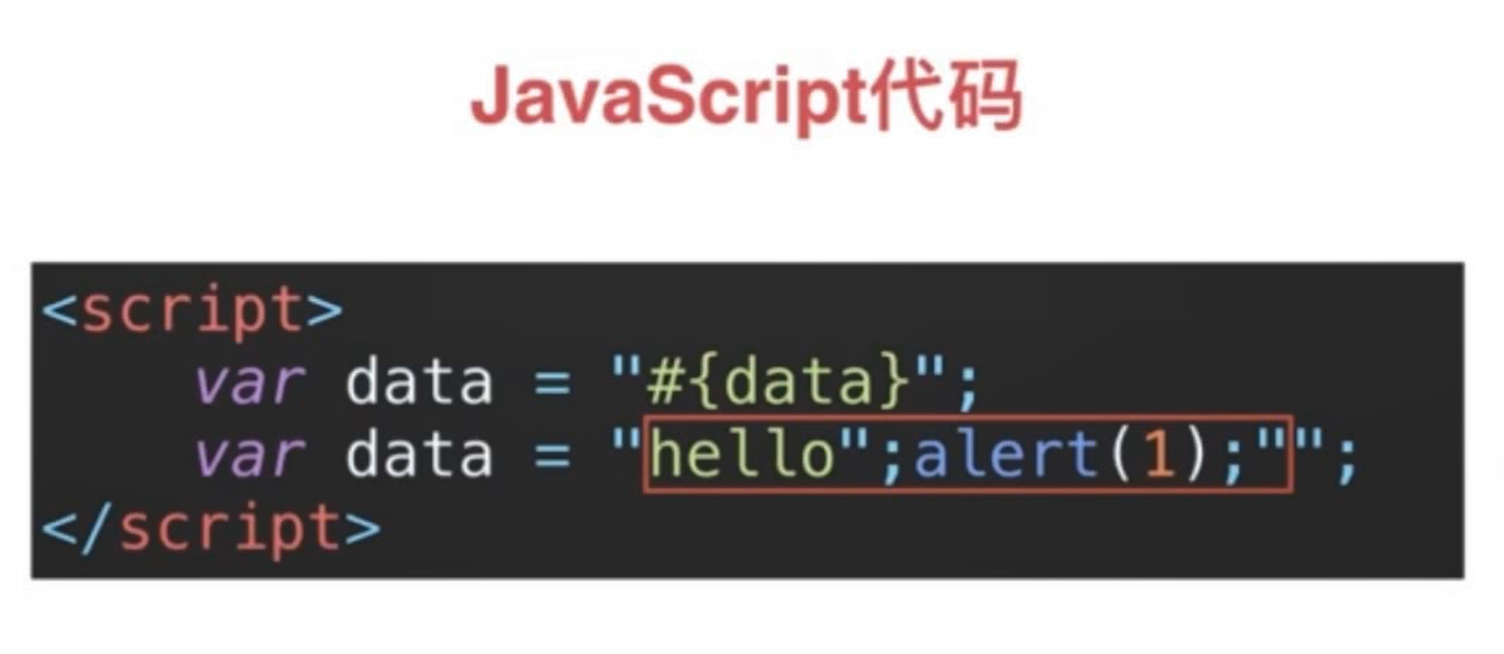 JavaScript代码
<script>
var data = "#{data}";
var data = "hello";alert(1);"";
</script>